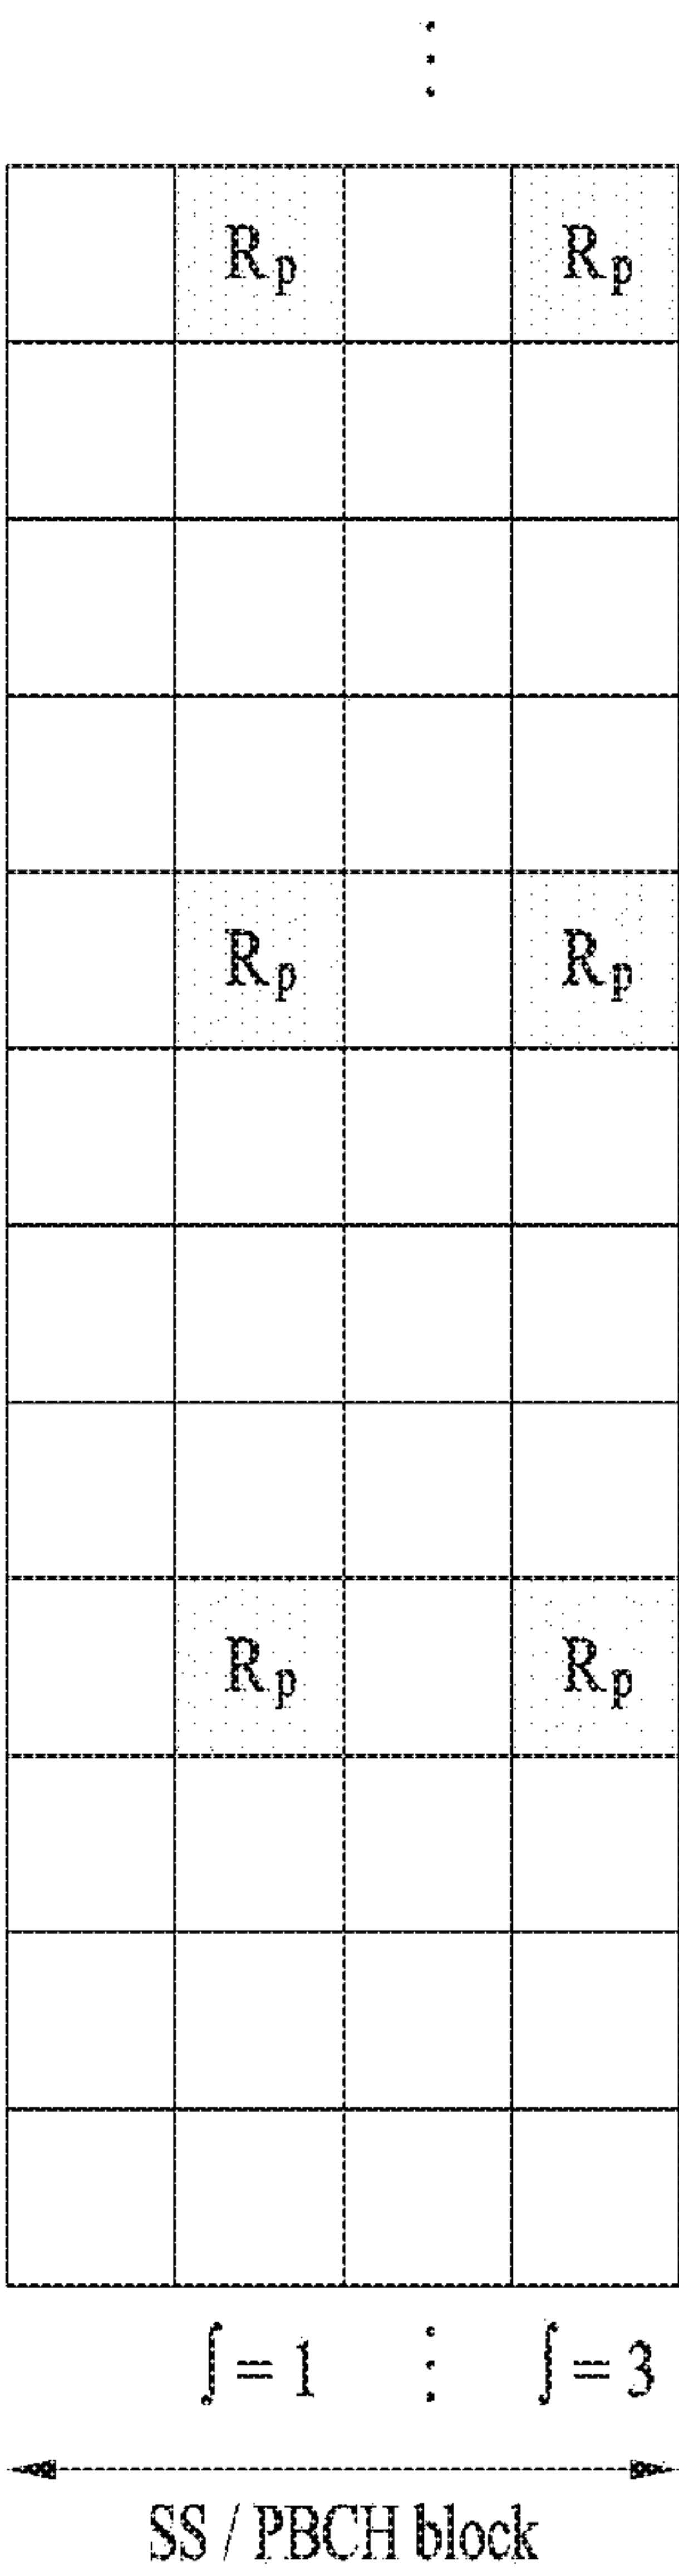 ⋮
Rp Rp
Rp Rp
Rp Rp
∫ = 1 ⋮ ∫ = 3
SS / PBCH block